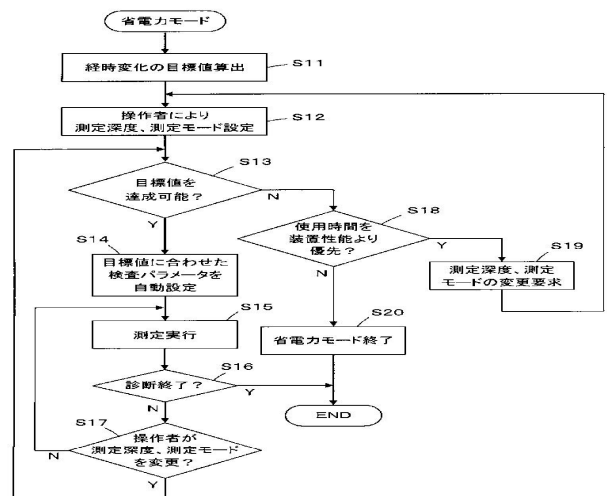 省電力モード
経時変化の目標値算出
S11
操作者により
測定深度、測定モード設定
S12
目標値を
達成可能？
S13
N
Y
使用時間を
装置性能より
優先？
S18
Y
N
S14
目標値に合わせた
検査パラメータを
自動設定
S19
測定深度、測定
モードの変更要求
S15
測定実行
S20
省電力モード終了
S16
診断終了？
Y
N
END
S17
操作者が
測定深度、測定モード
を変更？
N
Y